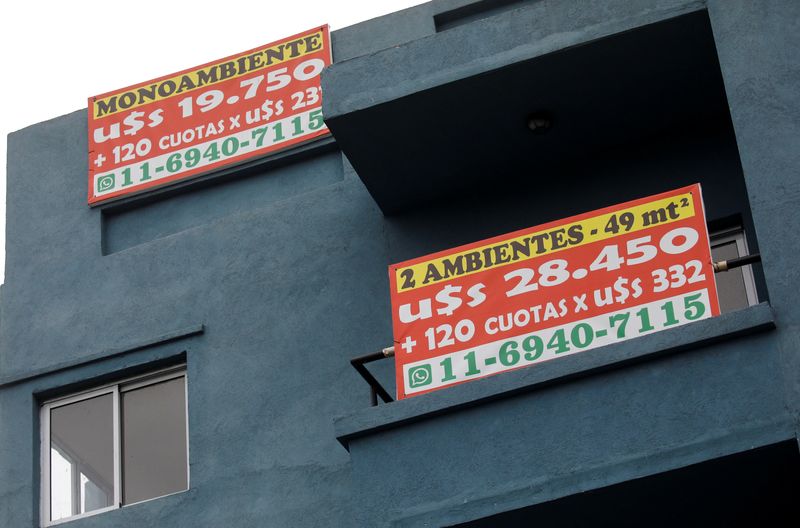 MONOAMBIENTE
u$s 19.750
+ 120 CUOTAS x u$s
11-6940-7115
2 AMBIENTES - 49 mt²
u$s 28.450
+ 120 CUOTAS x u$s 332
11-6940-7115